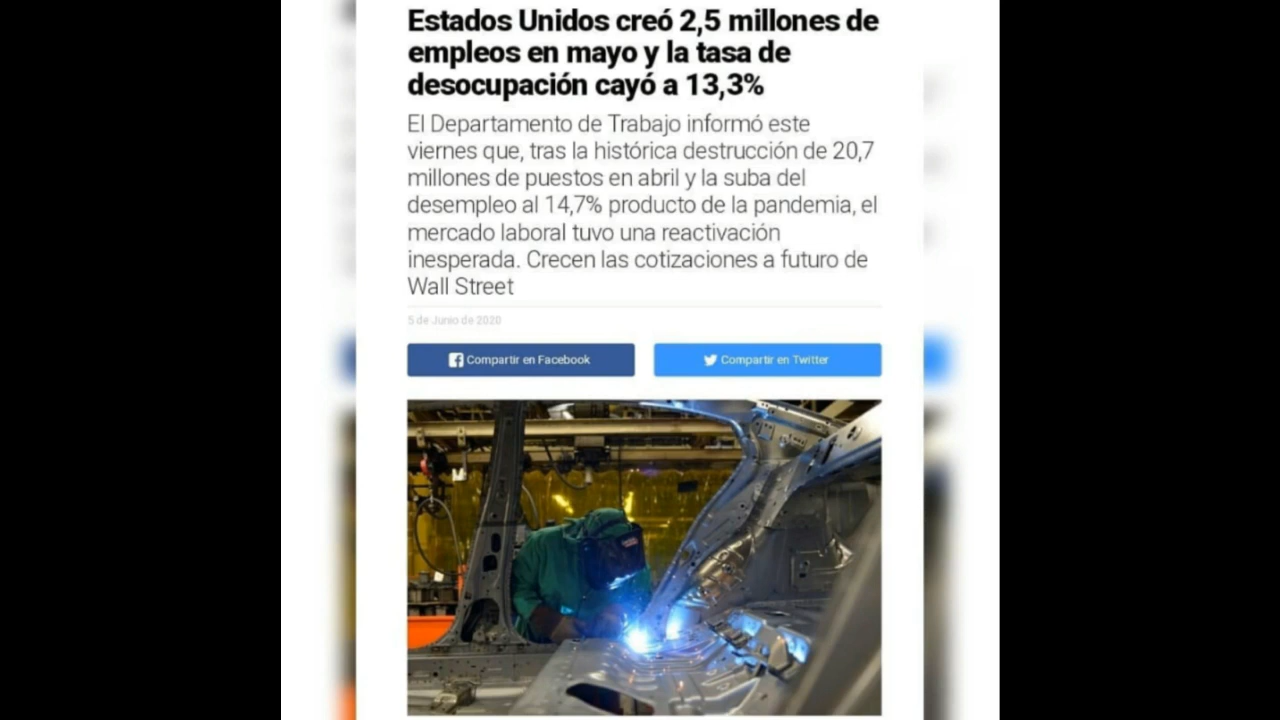 Estados Unidos creó 2,5 millones de
empleos en mayo y la tasa de
desocupación cayó a 13,3%
El Departamento de Trabajo informó este
viernes que, tras la histórica destrucción de 20,7
millones de puestos en abril y la suba del
desempleo al 14,7% producto de la pandemia, el
mercado laboral tuvo una reactivación
inesperada. Crecen las cotizaciones a futuro de
Wall Street
5 de Junio de 2020
Compartir en Facebook
Compartir en Twitter